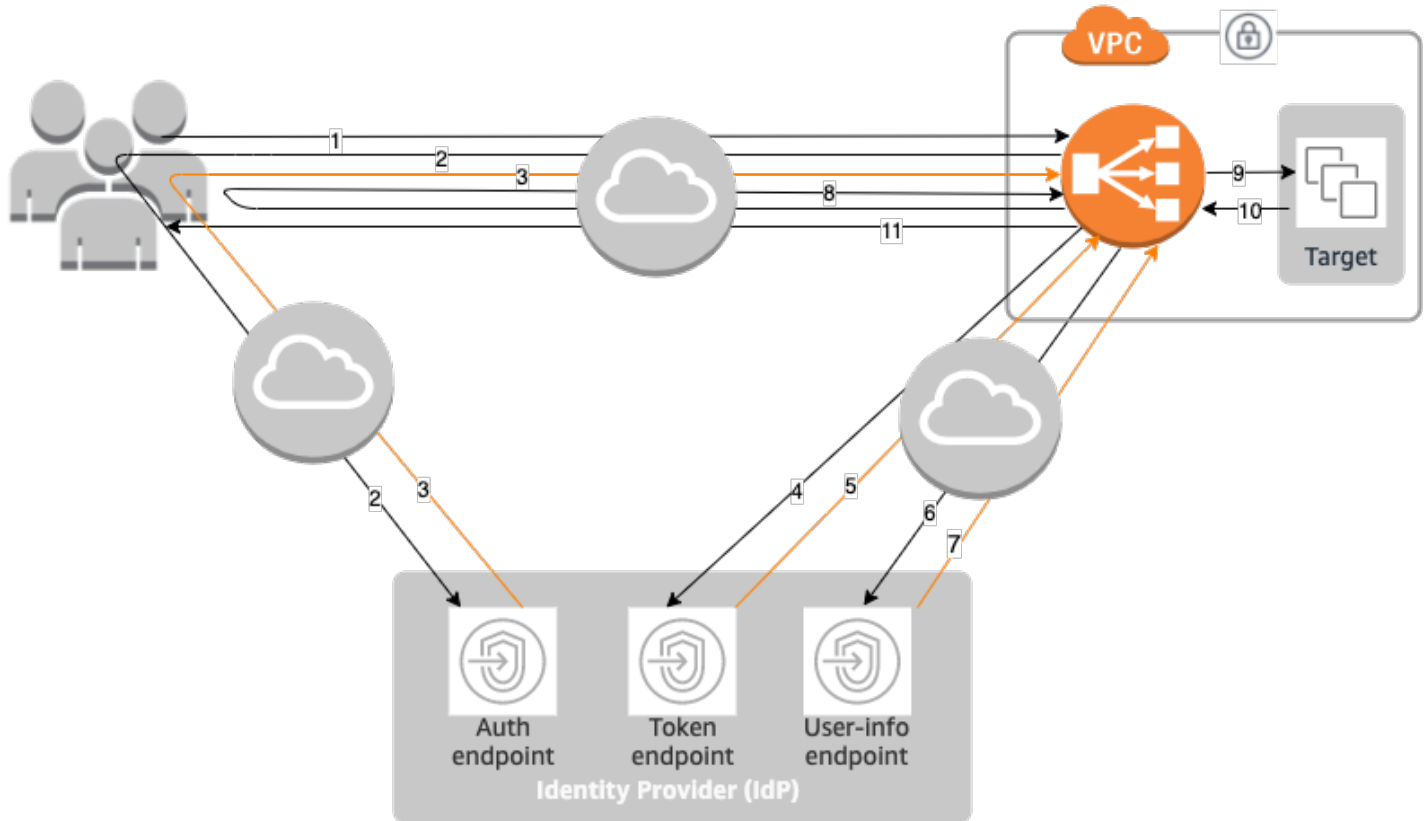 VPC
1
2
3
8
9
11
10
Target
2
3
4
5
6
7
Auth
endpoint
Token
endpoint
User-info
endpoint
Identity Provider (IdP)